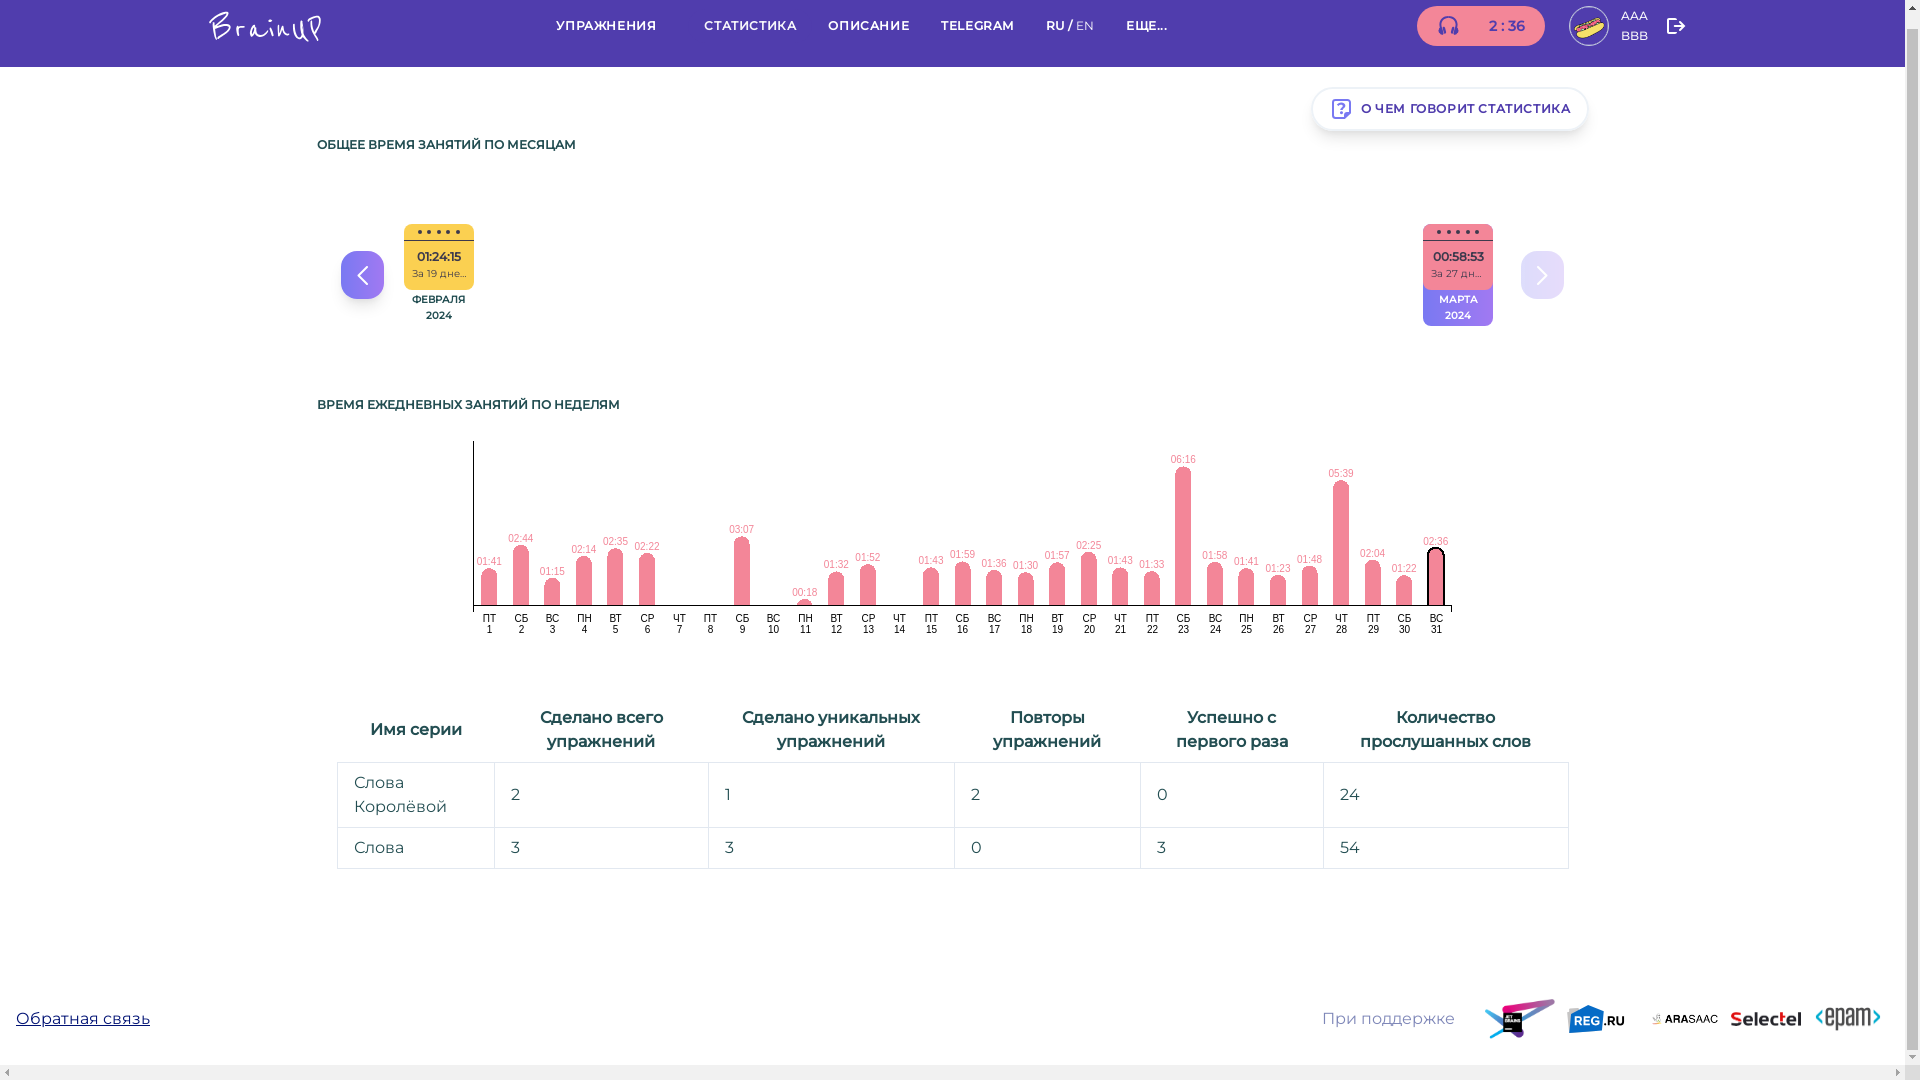 BrainUP
УПРАЖНЕНИЯ СТАТИСТИКА ОПИСАНИЕ TELEGRAM RU / EN ЕЩЕ...
2 : 36
AAA
BBB
О ЧЕМ ГОВОРИТ СТАТИСТИКА
ОБЩЕЕ ВРЕМЯ ЗАНЯТИЙ ПО МЕСЯЦАМ
01:24:15
За 19 дне...
ФЕВРАЛЯ
2024
00:58:53
За 27 дн...
МАРТА
2024
ВРЕМЯ ЕЖЕДНЕВНЫХ ЗАНЯТИЙ ПО НЕДЕЛЯМ
01:41 02:44 01:15 02:14 02:35 02:22 03:07 00:18 01:32 01:52 01:43 01:59 01:36 01:30 01:57 02:25 01:43 01:33 06:16 01:58 01:41 01:23 01:48 05:39 02:04 01:22 02:36
ПТ СБ ВС ПН ВТ СР ЧТ ПТ СБ ВС ПН ВТ СР ЧТ ПТ СБ ВС ПН ВТ СР ЧТ ПТ СБ ВС ПН ВТ СР ЧТ ПТ СБ ВС
1 2 3 4 5 6 7 8 9 10 11 12 13 14 15 16 17 18 19 20 21 22 23 24 25 26 27 28 29 30 31
Имя серии
Сделано всего
упражнений
Сделано уникальных
упражнений
Повторы
упражнений
Успешно с
первого раза
Количество
прослушанных слов
Слова
Королёвой
2 1 2 0 24
Слова 3 3 0 3 54
Обратная связь
При поддержке
JET
BRAINS
REG.RU
ARASAAC
Selectel
<epam>